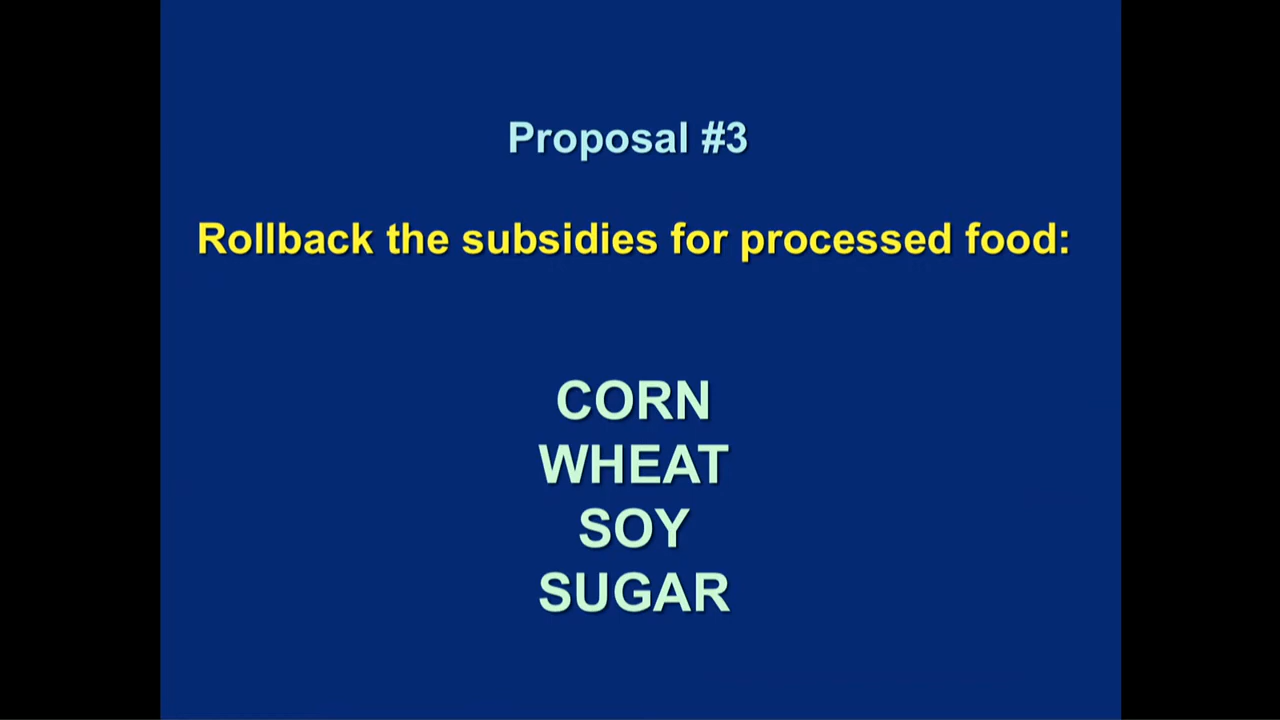 Proposal #3
Rollback the subsidies for processed food:
CORN
WHEAT
SOY
SUGAR